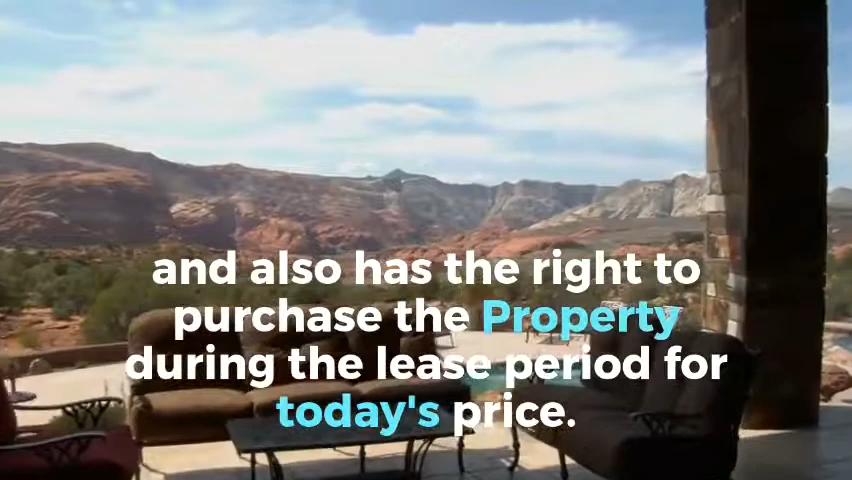 and also has the right to
purchase the Property
during the lease period for
today's price.